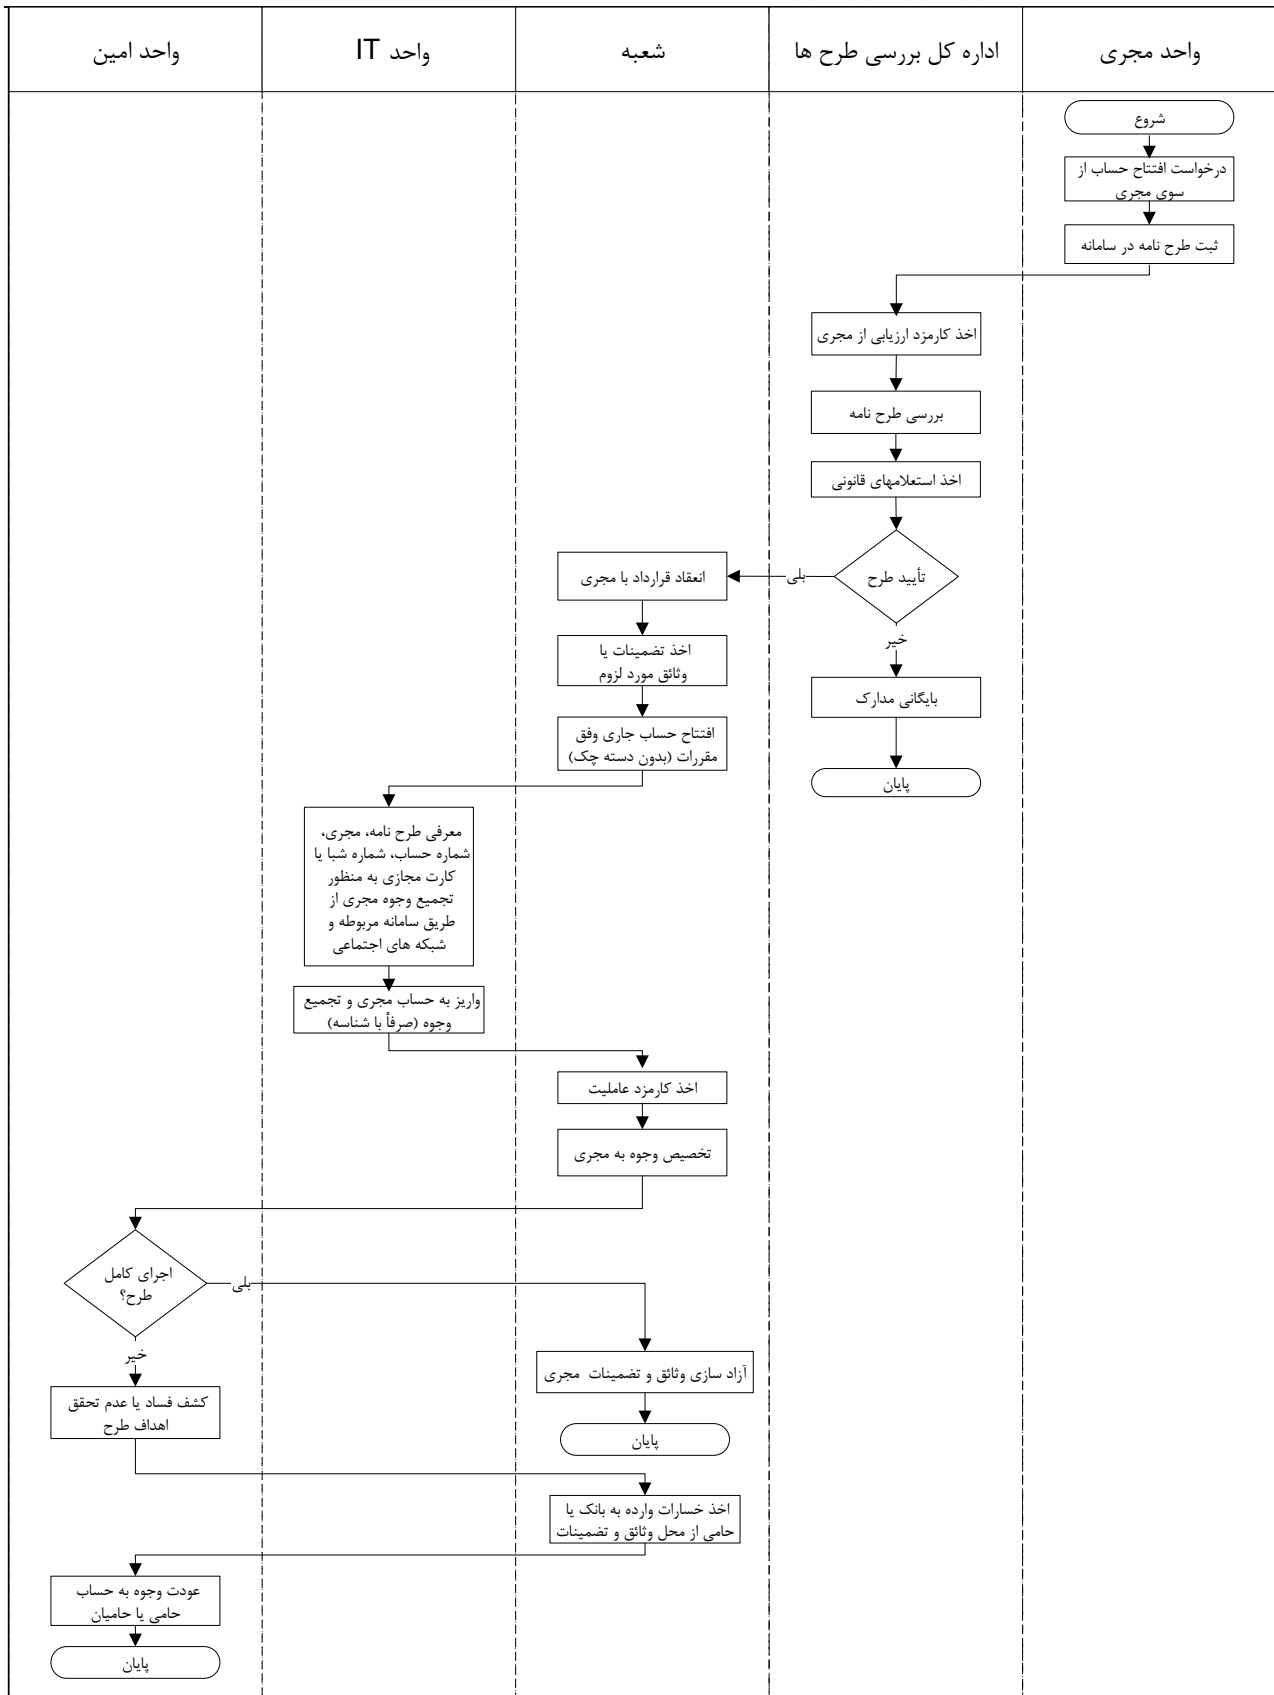 واحد مجری
اداره کل بررسی طرح ها
شعبه
واحد IT
واحد امین
شروع
درخواست افتتاح حساب از
سوی مجری
ثبت طرح نامه در سامانه
اخذ کارمزد ارزیابی از مجری
بررسی طرح نامه
اخذ استعلامهای قانونی
تأیید طرح
بلی
خیر
بایگانی مدارک
پایان
انعقاد قرارداد با مجری
اخذ تضمینات یا
وثائق مورد لزوم
افتتاح حساب جاری وفق
مقررات (بدون دسته چک)
معرفی طرح نامه، مجری،
شماره حساب، شماره شبا یا
کارت مجازی به منظور
تجمیع وجوه مجری از
طریق سامانه مربوطه و
شبکه های اجتماعی
واریز به حساب مجری و تجمیع
وجوه (صرفاً با شناسه)
اخذ کارمزد عاملیت
تخصیص وجوه به مجری
اجرای کامل
طرح؟
بلی
خیر
آزاد سازی وثائق و تضمینات مجری
پایان
کشف فساد یا عدم تحقق
اهداف طرح
اخذ خسارات وارده به بانک یا
حامی از محل وثائق و تضمینات
عودت وجوه به حساب
حامی یا حامیان
پایان